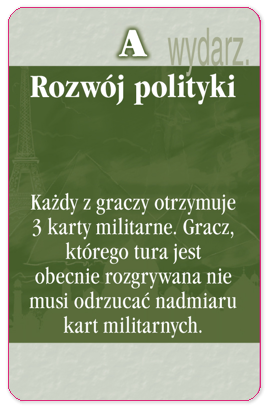 A
wydarz.
Rozwój polityki
Każdy z graczy otrzymuje
3 karty militarne. Gracz,
którego tura jest
obecnie rozgrywana nie
musi odrzucać nadmiaru
kart militarnych.